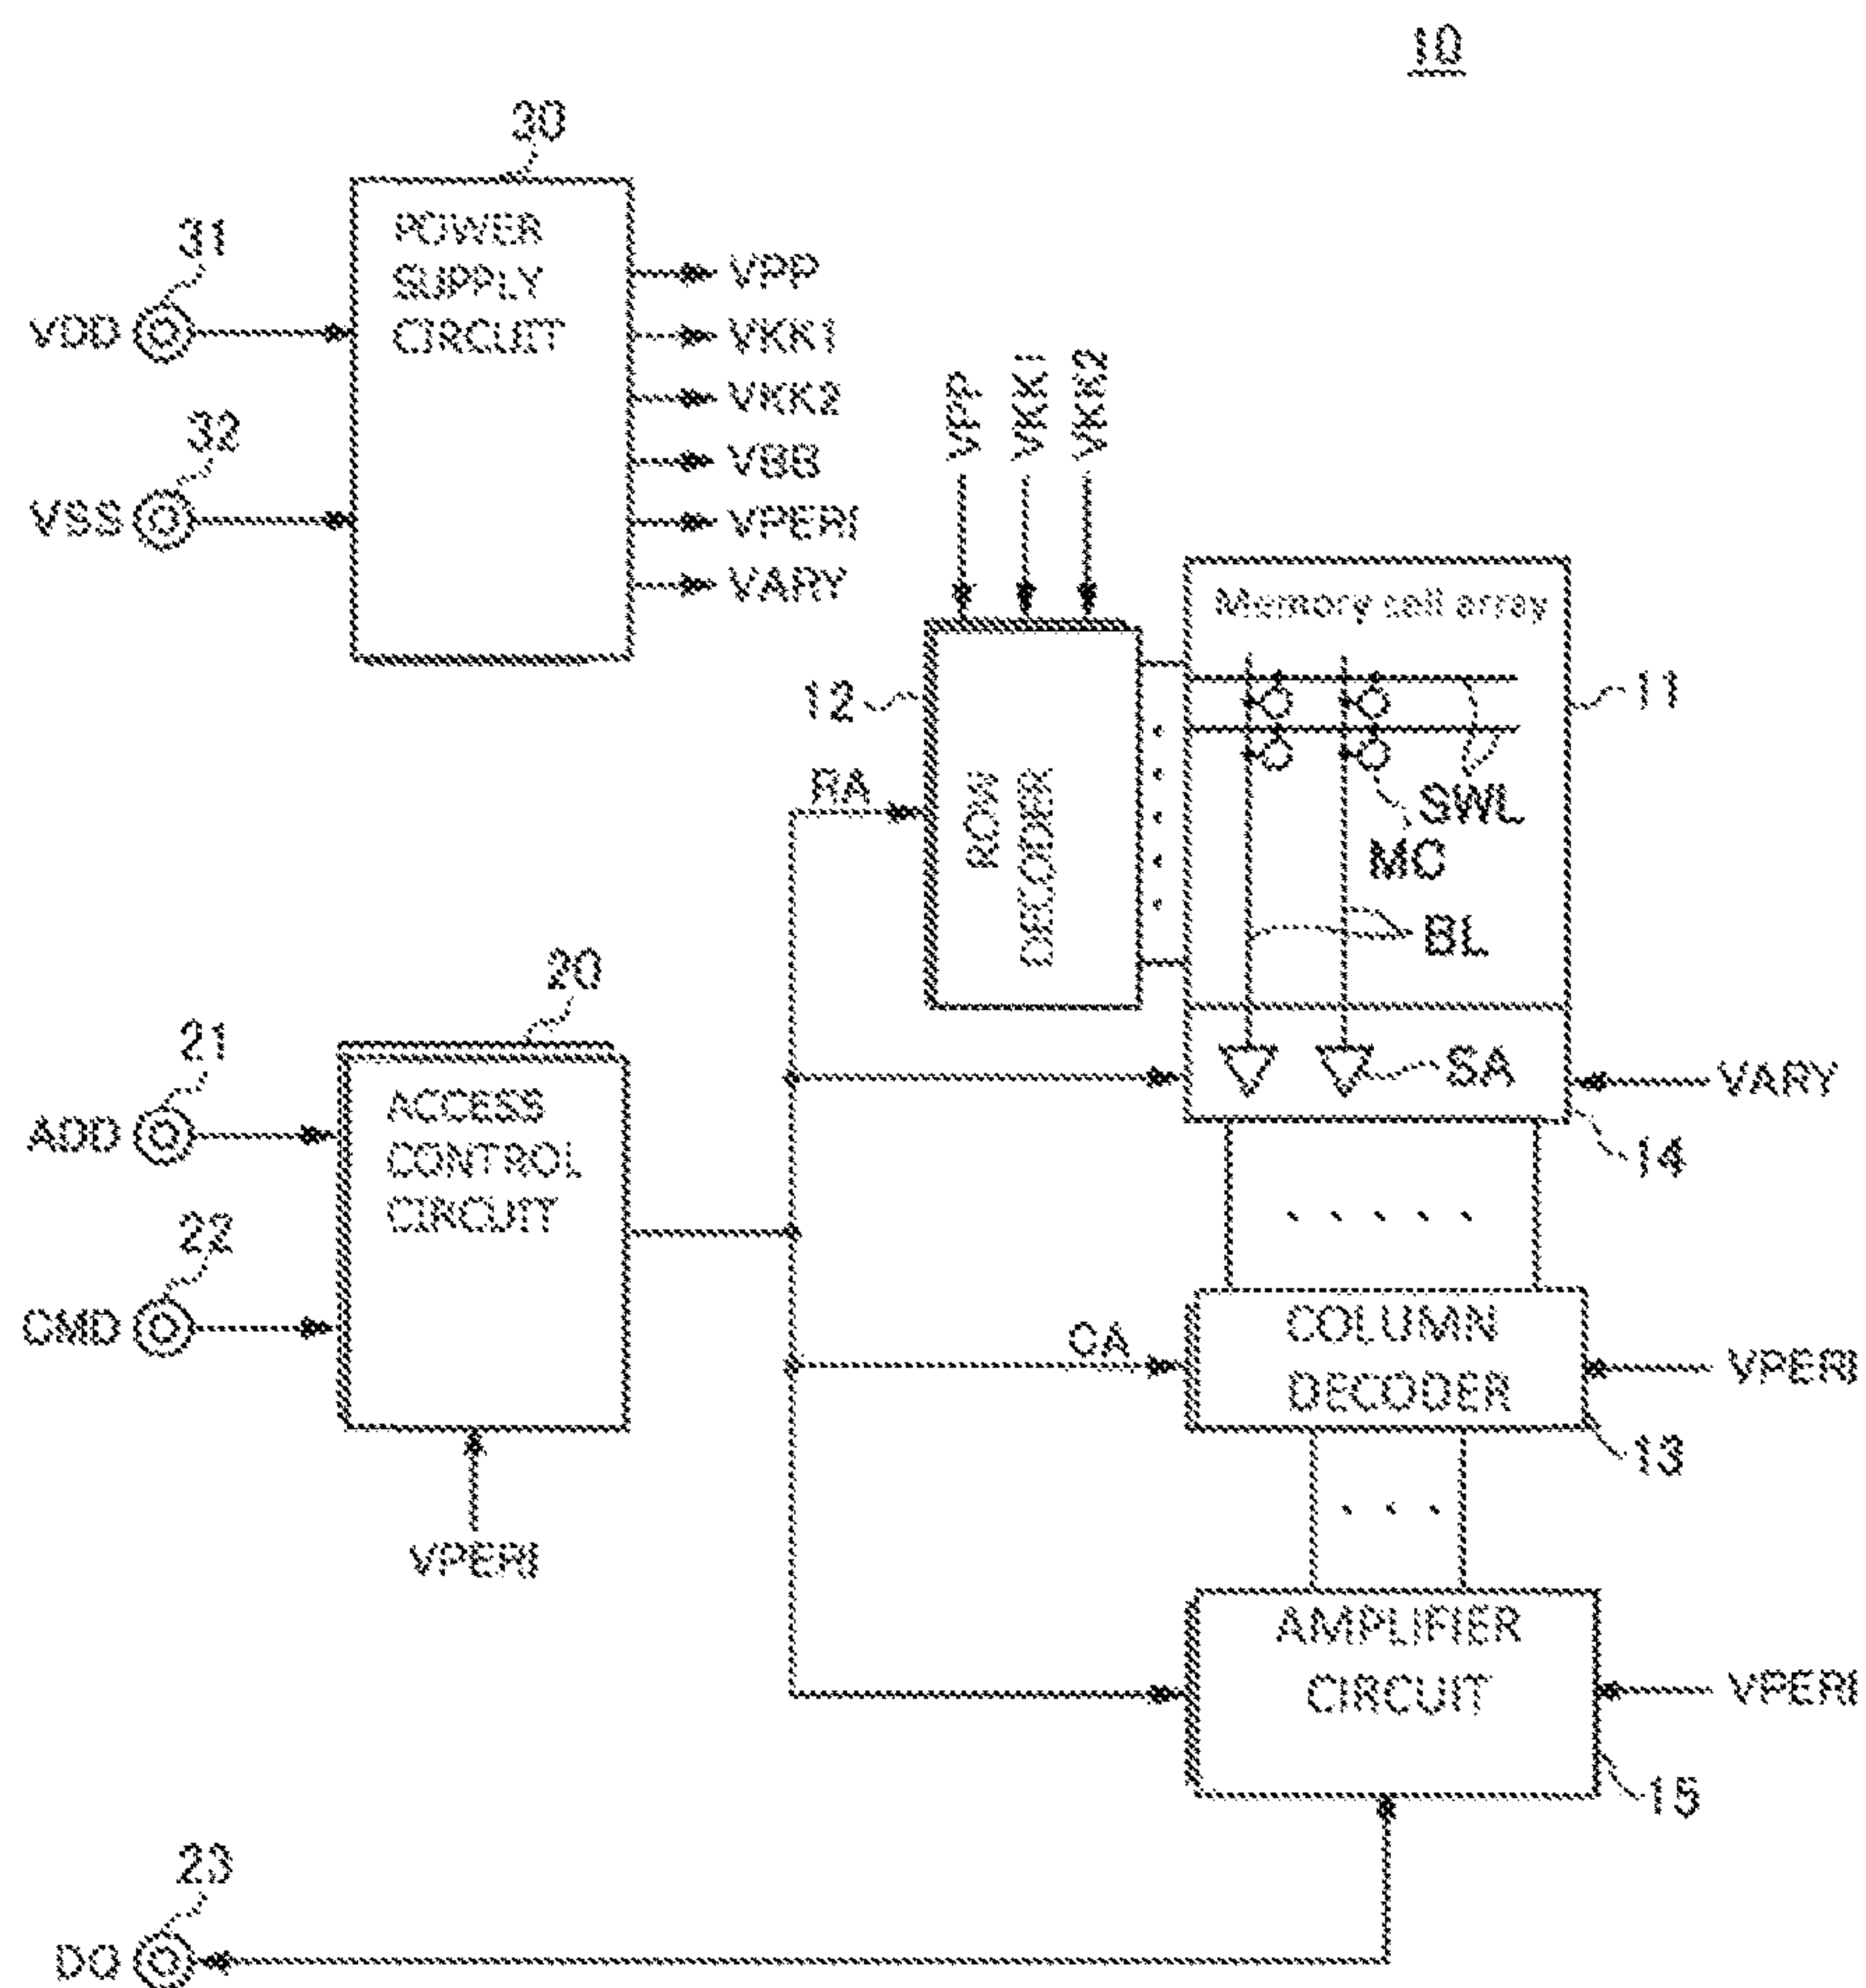 10
30
POWER
SUPPLY
CIRCUIT
31
VDD
32
VSS
VPP
VKK1
VKK2
VBB
VPERI
VARY
VPP
VKK1
VKK2
Memory cell array
12
11
RA
ROW
DECODER
SWL
MC
BL
20
21
ADD
ACCESS
CONTROL
CIRCUIT
22
CMD
VPERI
SA
VARY
14
CA
COLUMN
DECODER
VPERI
13
AMPLIFIER
CIRCUIT
VPERI
15
23
DQ